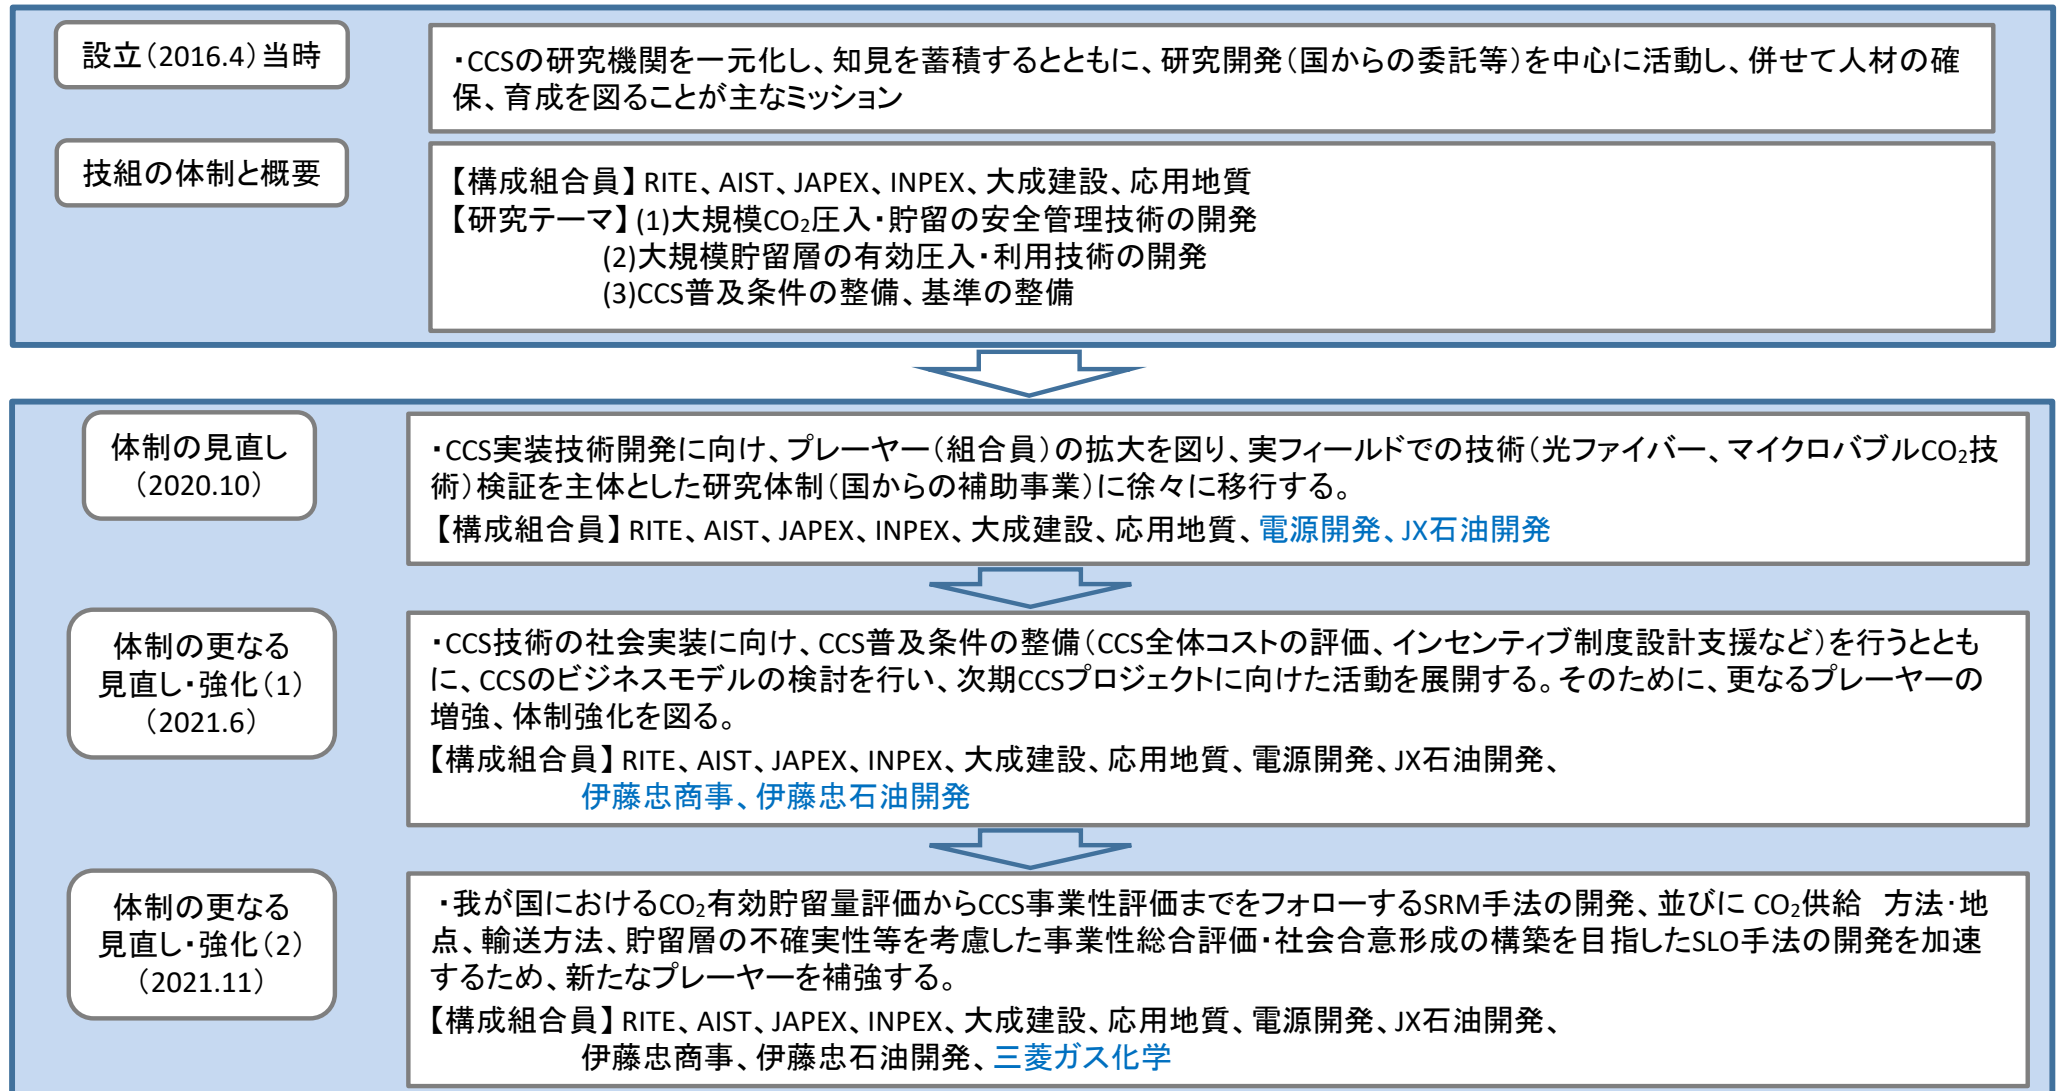 設立（2016.4）当時
・CCSの研究機関を一元化し、知見を蓄積するとともに、研究開発（国からの委託等）を中心に活動し、併せて人材の確
保、育成を図ることが主なミッション
技組の体制と概要
【構成組合員】RITE、AIST、JAPEX、INPEX、大成建設、応用地質
【研究テーマ】(1)大規模CO₂圧入・貯留の安全管理技術の開発
(2)大規模貯留層の有効圧入・利用技術の開発
(3)CCS普及条件の整備、基準の整備
体制の見直し
（2020.10）
・CCS実装技術開発に向け、プレーヤー（組合員）の拡大を図り、実フィールドでの技術（光ファイバー、マイクロバブルCO₂技
術）検証を主体とした研究体制（国からの補助事業）に徐々に移行する。
【構成組合員】RITE、AIST、JAPEX、INPEX、大成建設、応用地質、電源開発、JX石油開発
体制の更なる
見直し・強化（1）
（2021.6）
・CCS技術の社会実装に向け、CCS普及条件の整備（CCS全体コストの評価、インセンティブ制度設計支援など）を行うととも
に、CCSのビジネスモデルの検討を行い、次期CCSプロジェクトに向けた活動を展開する。そのために、更なるプレーヤーの
増強、体制強化を図る。
【構成組合員】RITE、AIST、JAPEX、INPEX、大成建設、応用地質、電源開発、JX石油開発、
伊藤忠商事、伊藤忠石油開発
体制の更なる
見直し・強化（2）
（2021.11）
・我が国におけるCO₂有効貯留量評価からCCS事業性評価までをフォローするSRM手法の開発、並びに CO₂供給　方法･地
点、輸送方法、貯留層の不確実性等を考慮した事業性総合評価・社会合意形成の構築を目指したSLO手法の開発を加速
するため、新たなプレーヤーを補強する。
【構成組合員】RITE、AIST、JAPEX、INPEX、大成建設、応用地質、電源開発、JX石油開発、
伊藤忠商事、伊藤忠石油開発、三菱ガス化学